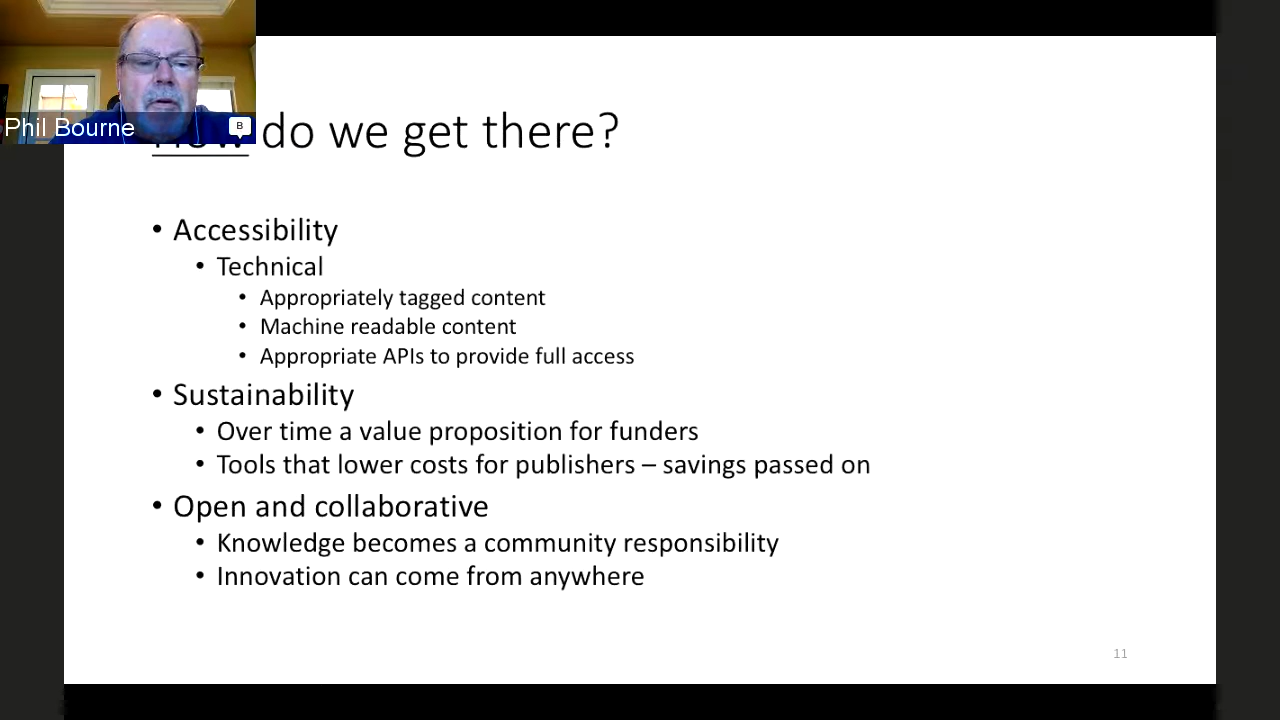 Phil Bourne
B
How do we get there?
• Accessibility
• Technical
• Appropriately tagged content
• Machine readable content
• Appropriate APIs to provide full access
• Sustainability
• Over time a value proposition for funders
• Tools that lower costs for publishers – savings passed on
• Open and collaborative
• Knowledge becomes a community responsibility
• Innovation can come from anywhere
11